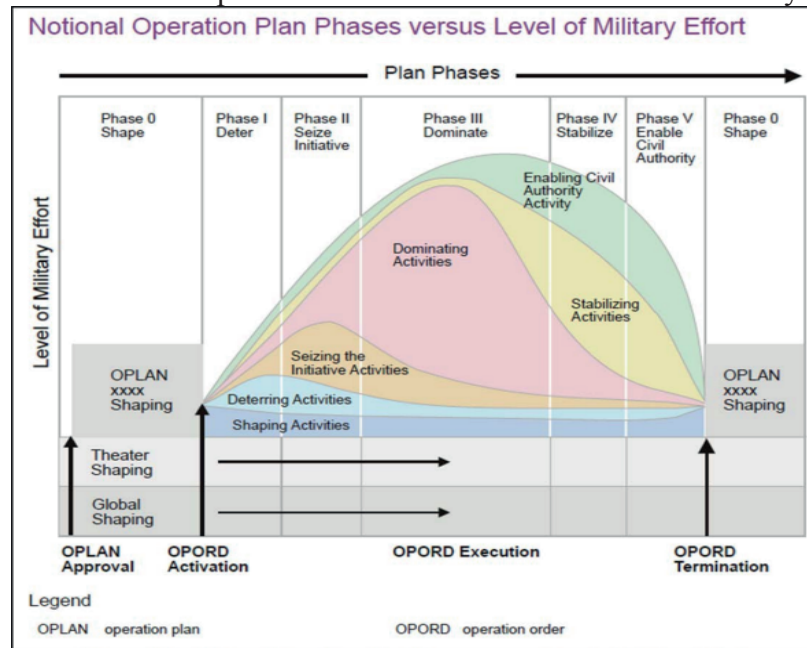 Notional Operation Plan Phases versus Level of Military Effort
Plan Phases
Phase 0
Shape
Phase I
Deter
Phase II
Seize
Initiative
Phase III
Dominate
Phase IV
Stabilize
Phase V
Enable
Civil
Authority
Phase 0
Shape
Level of Military Effort
Enabling Civil
Authority
Activity
Dominating
Activities
Stabilizing
Activities
OPLAN
xxxx
Shaping
Seizing the
Initiative Activities
Deterring Activities
Shaping Activities
OPLAN
xxxx
Shaping
Theater
Shaping
Global
Shaping
OPLAN
Approval
OPORD
Activation
OPORD Execution
OPORD
Termination
Legend
OPLAN operation plan
OPORD operation order